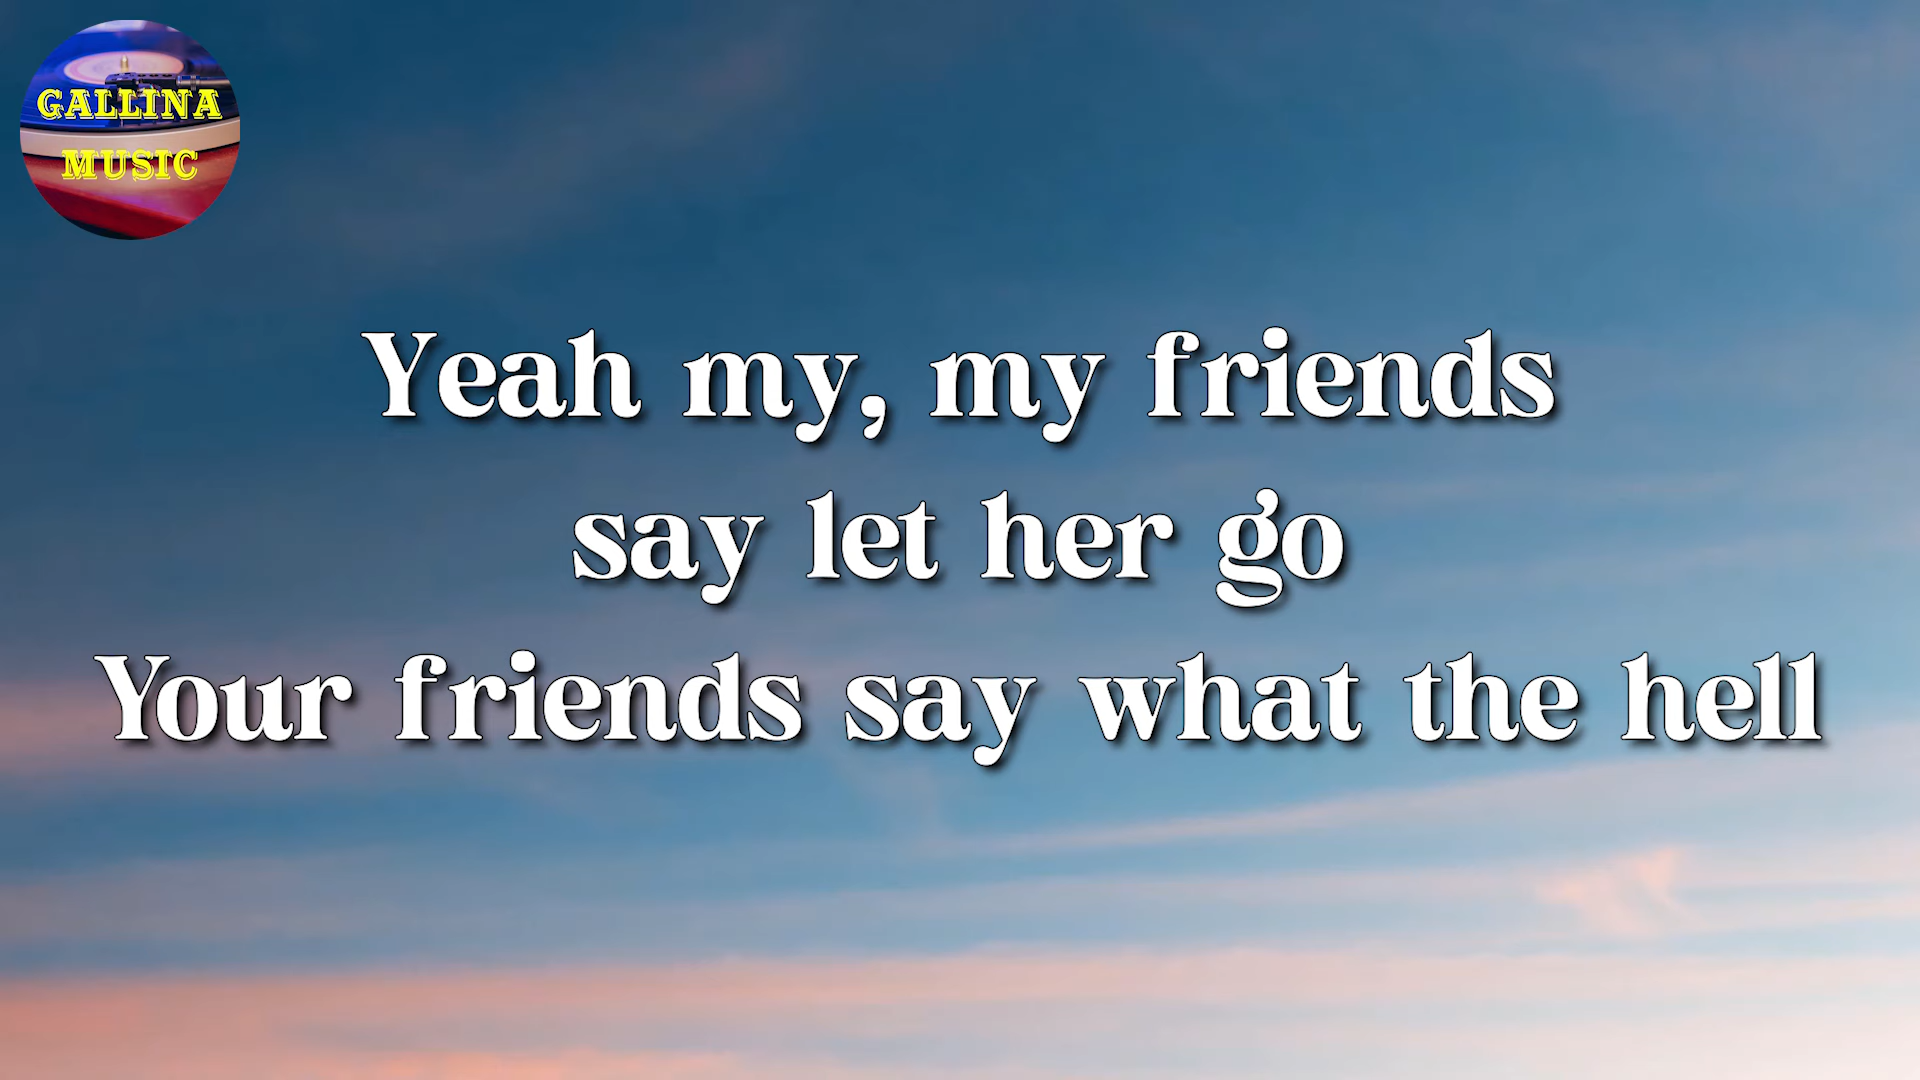 GALLINA
MUSIC
Yeah my, my friends
say let her go
Your friends say what the hell